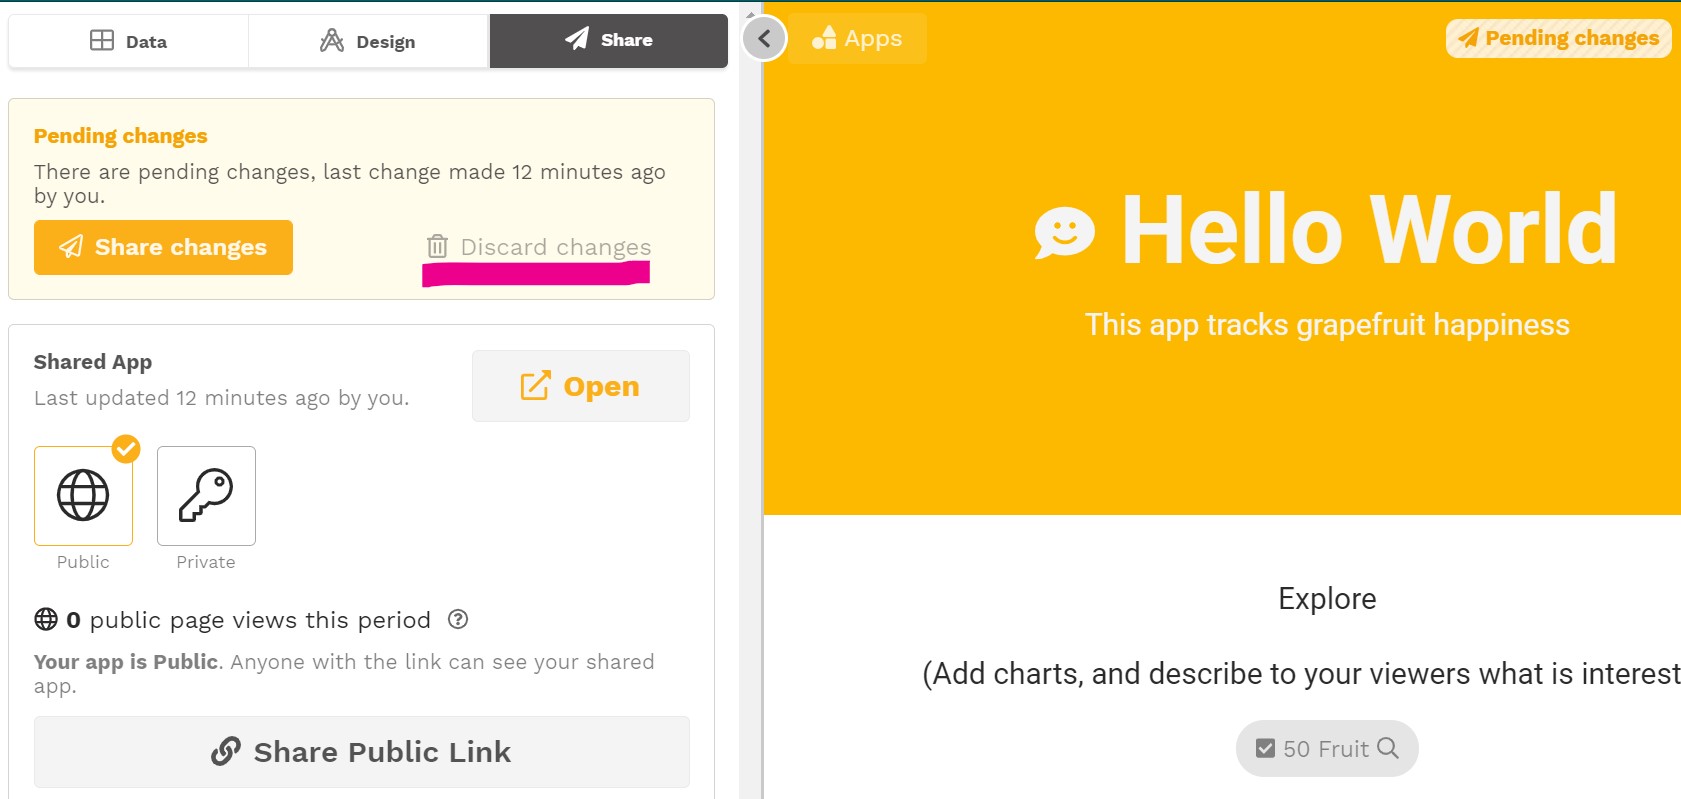 Data
Design
Share
Pending changes
There are pending changes, last change made 12 minutes ago
by you.
Share changes
Discard changes
Shared App
Last updated 12 minutes ago by you.
Open
Public
Private
0 public page views this period
Your app is Public. Anyone with the link can see your shared
app.
Share Public Link
Apps
Pending changes
Hello World
This app tracks grapefruit happiness
Explore
(Add charts, and describe to your viewers what is interest
50 Fruit